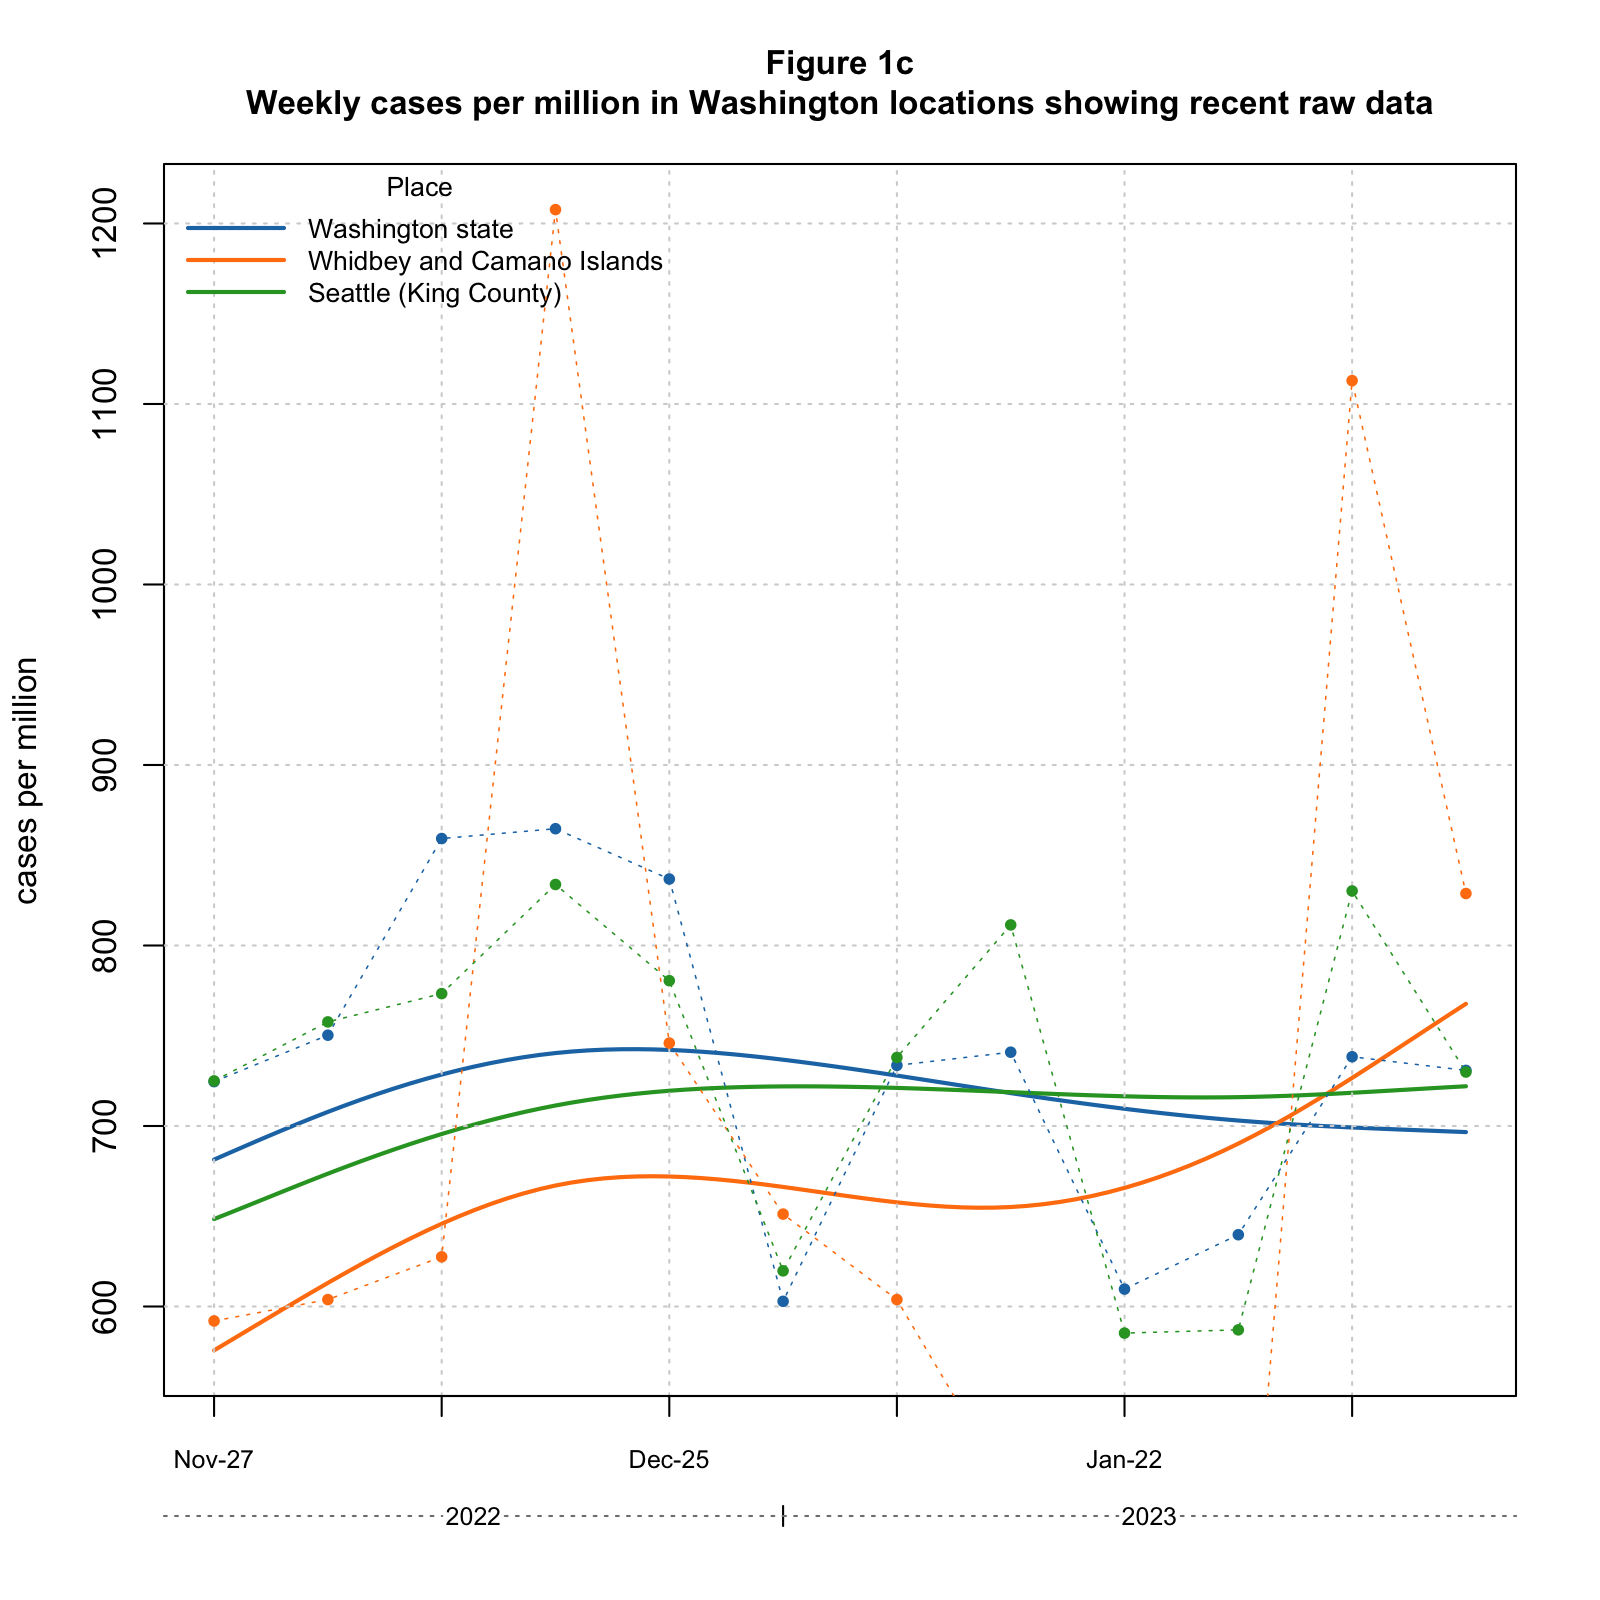 Figure 1c
Weekly cases per million in Washington locations showing recent raw data
Place
Washington state
Whidbey and Camano Islands
Seattle (King County)
cases per million
1200
1100
1000
900
800
700
600
Nov-27 Dec-25 Jan-22
2022 2023